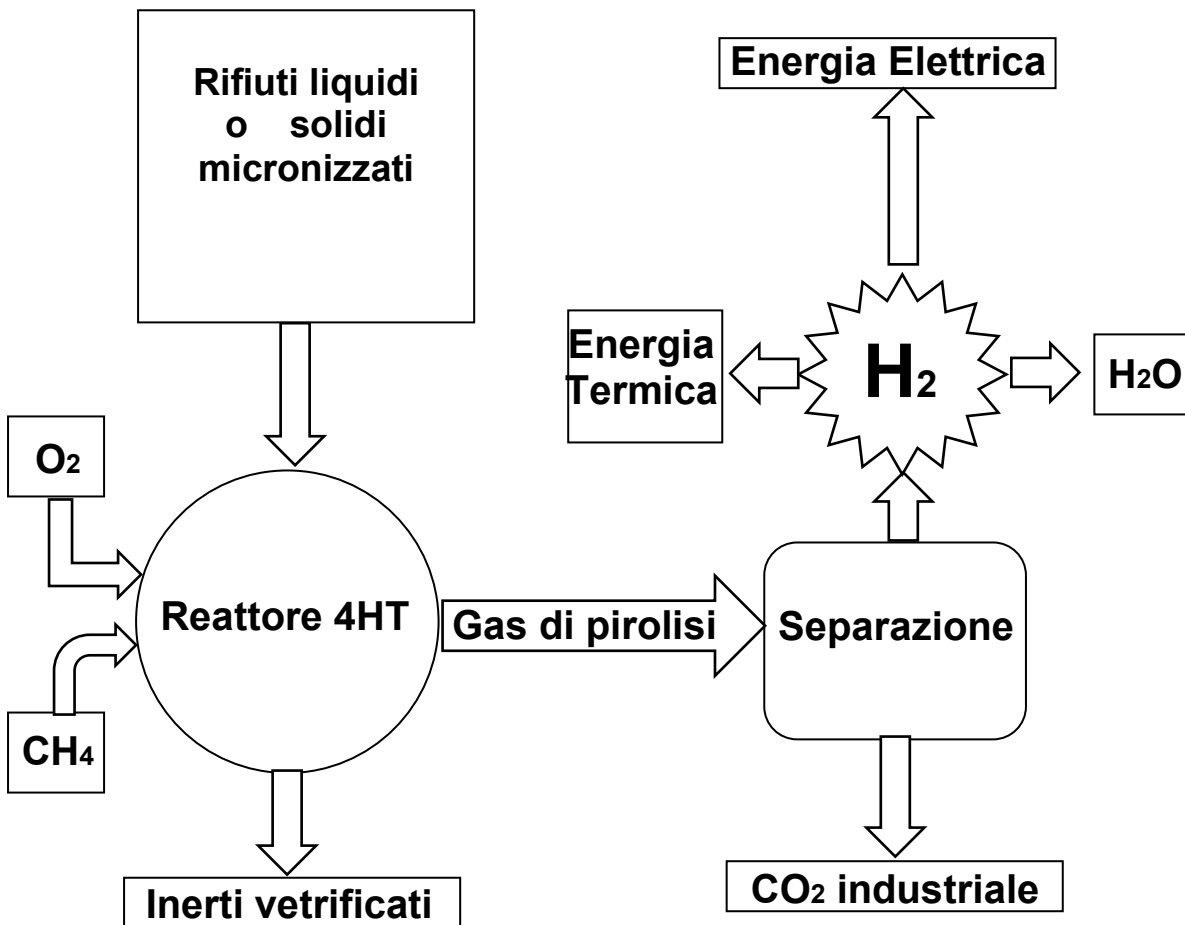 Rifiuti liquidi
o solidi
micronizzati
Energia Elettrica
Energia
Termica
H₂
H₂O
O₂
Reattore 4HT
Gas di pirolisi
Separazione
CH₄
Inerti vetrificati
CO₂ industriale